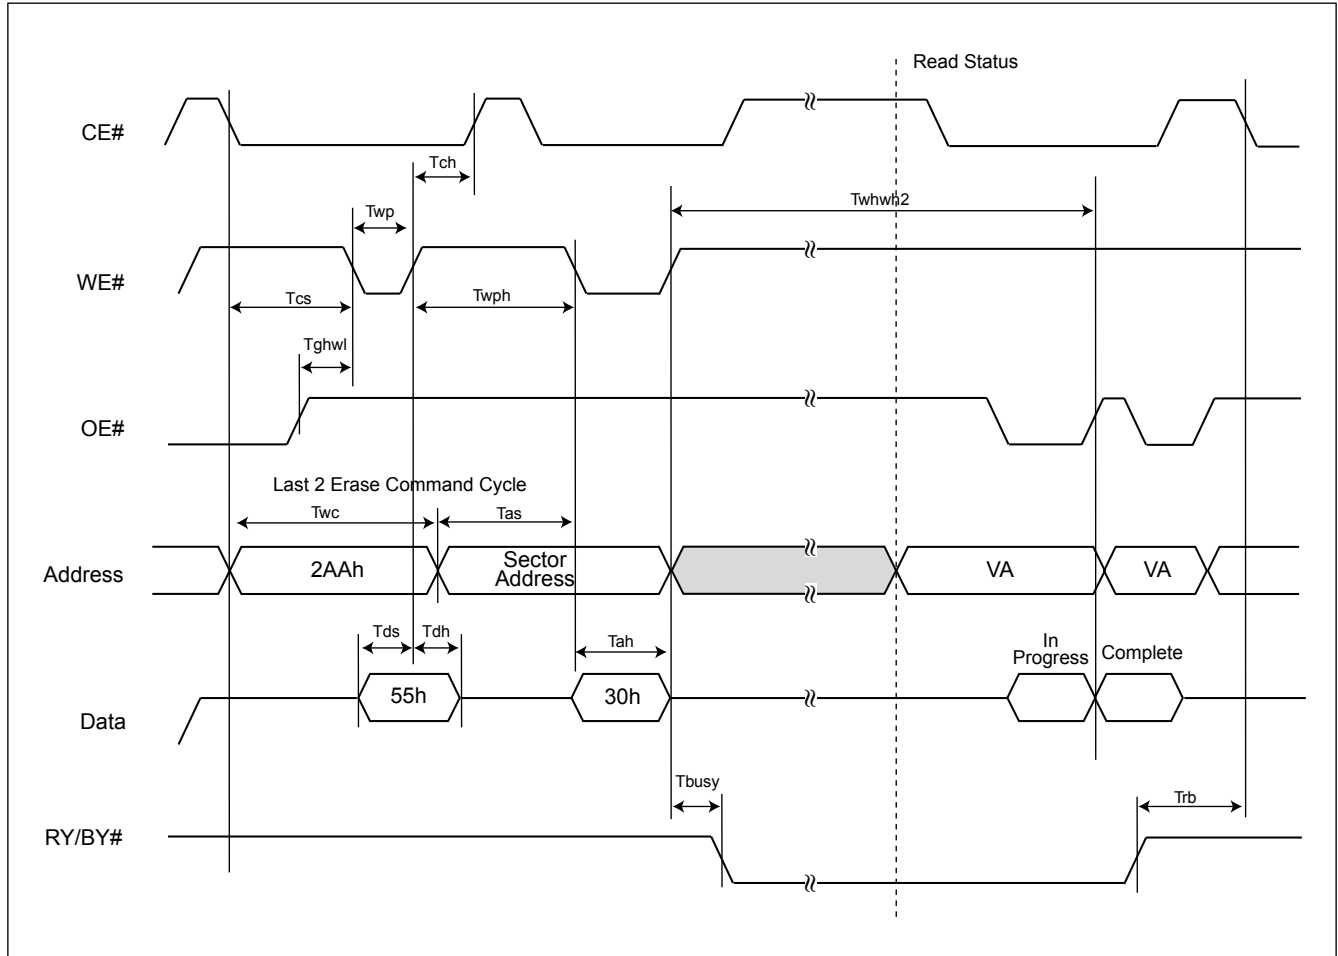 Read Status
CE#
Tch
Twp
Twhwh2
WE#
Tcs
Twph
Tghwl
OE#
Last 2 Erase Command Cycle
Twc
Tas
Address
2AAh
Sector
Address
VA
VA
Tds
Tdh
Tah
In
Progress
Complete
Data
55h
30h
Tbusy
Trb
RY/BY#